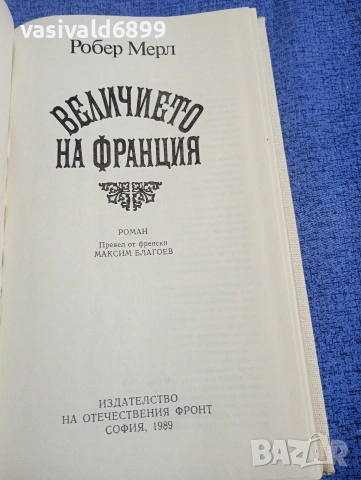 vasivald6899
Робер Мерл
ВЕЛИЧИЕТО
НА ФРАНЦИЯ
РОМАН
Превел от френски
МАКСИМ БЛАГОЕВ
ИЗДАТЕЛСТВО
НА ОТЕЧЕСТВЕНИЯ ФРОНТ
СОФИЯ, 1989
BAZAR